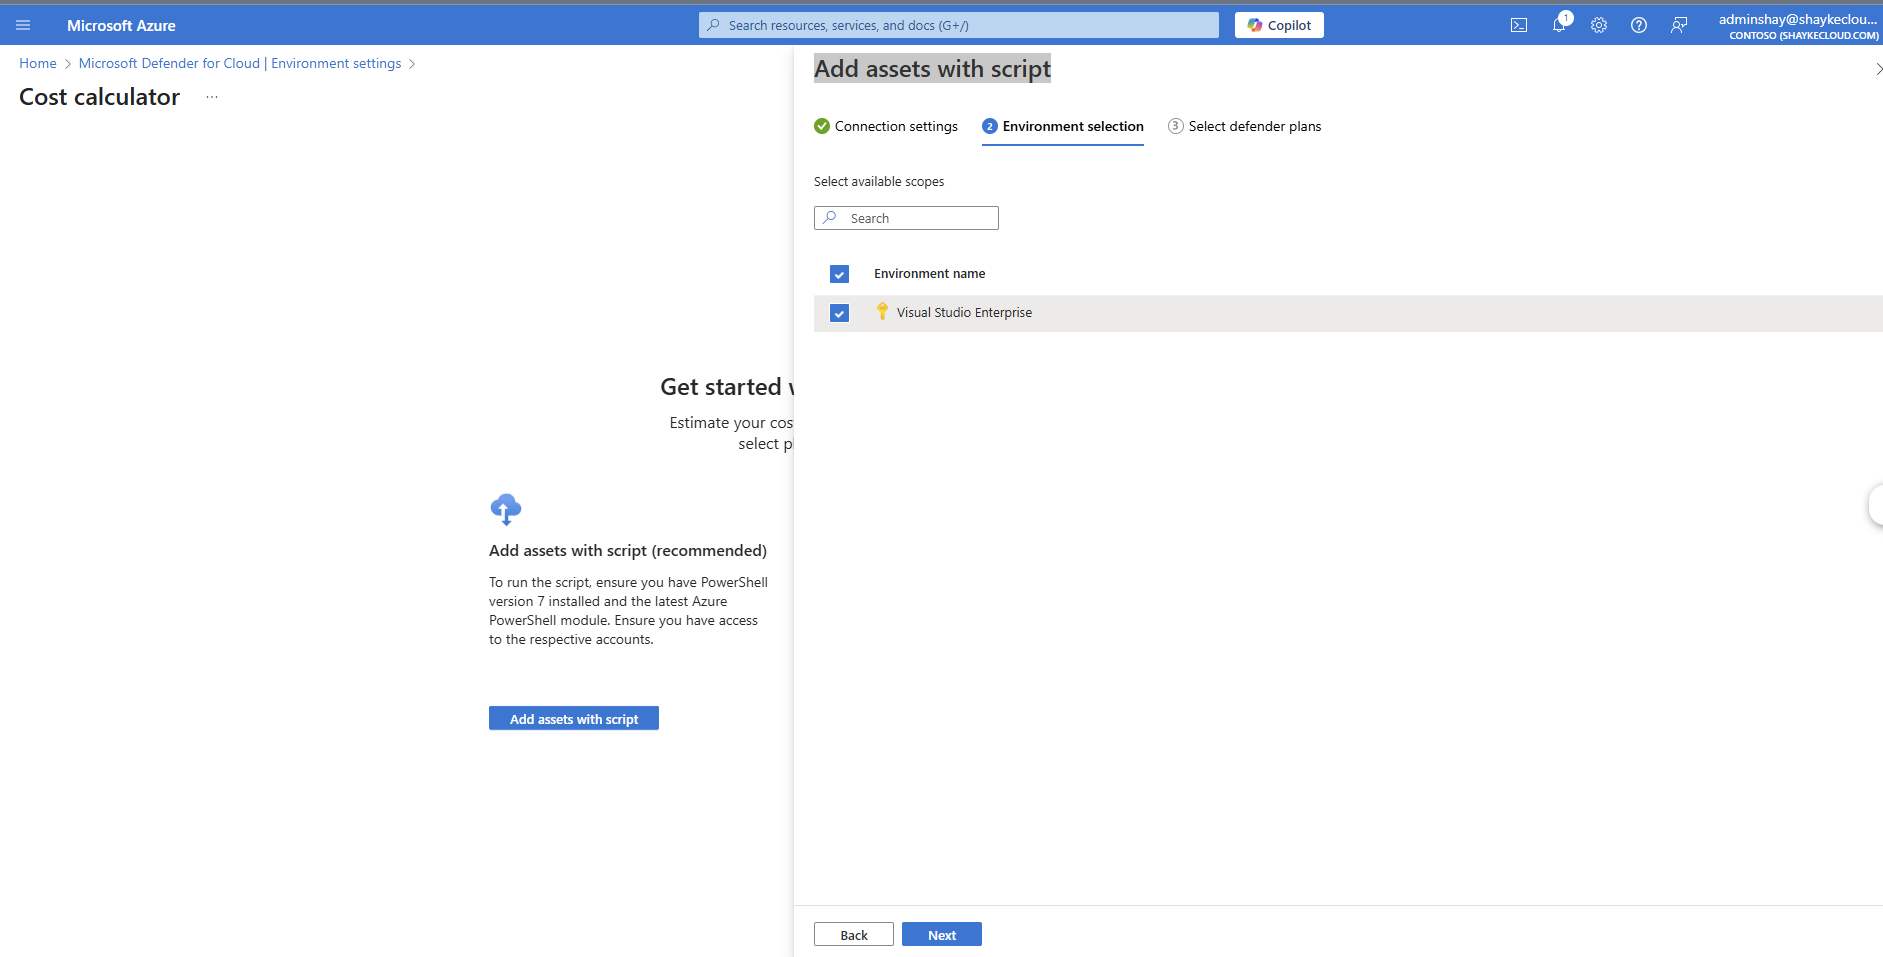 Microsoft Azure
Search resources, services, and docs (G+/)
Copilot
1
adminshay@shaykeclou...
CONTOSO (SHAYKECLOUD.COM)
Home > Microsoft Defender for Cloud | Environment settings >
Cost calculator ...
Get started
Estimate your cos
select p
Add assets with script (recommended)
To run the script, ensure you have PowerShell
version 7 installed and the latest Azure
PowerShell module. Ensure you have access
to the respective accounts.
Add assets with script
Add assets with script
Connection settings
2 Environment selection
3 Select defender plans
Select available scopes
Search
Environment name
Visual Studio Enterprise
Back
Next